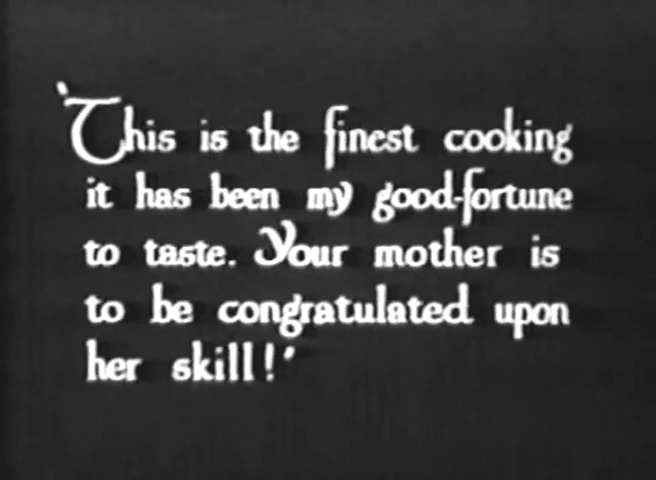 'This is the finest cooking
it has been my good-fortune
to taste. Your mother is
to be congratulated upon
her skill!'